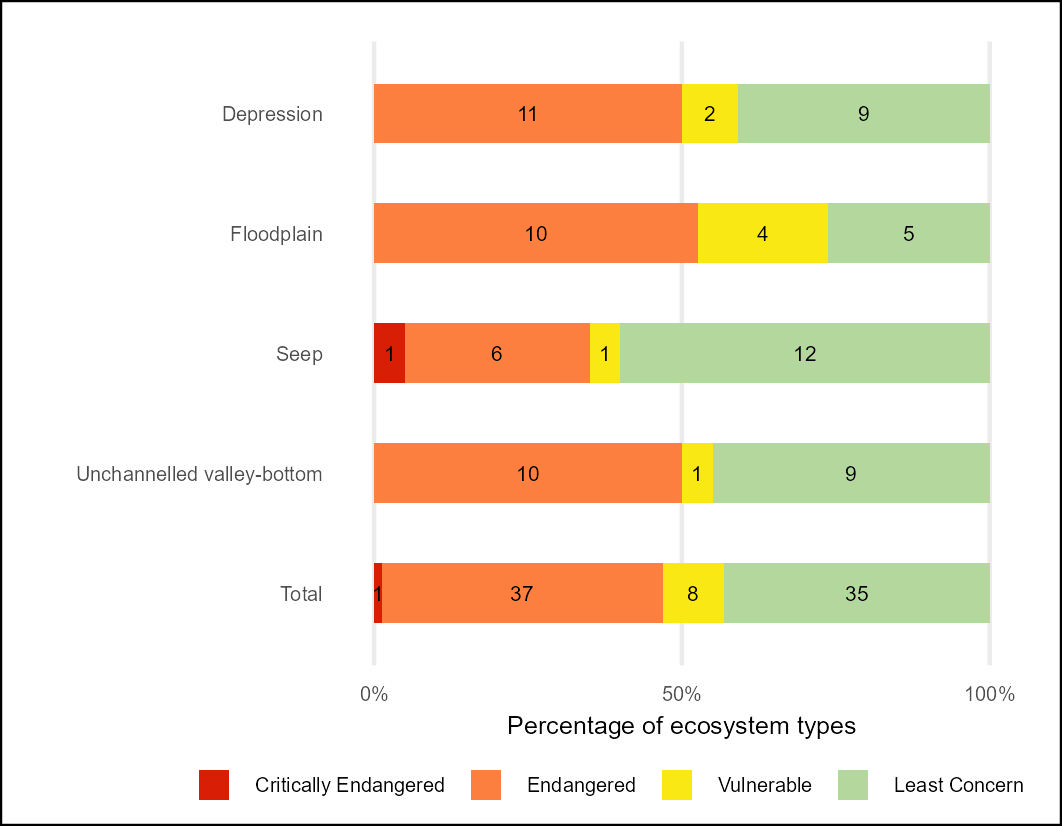 Depression 11 2 9
Floodplain 10 4 5
Seep 1 6 1 12
Unchannelled valley-bottom 10 1 9
Total 1 37 8 35
0% 50% 100%
Percentage of ecosystem types
Critically Endangered Endangered Vulnerable Least Concern